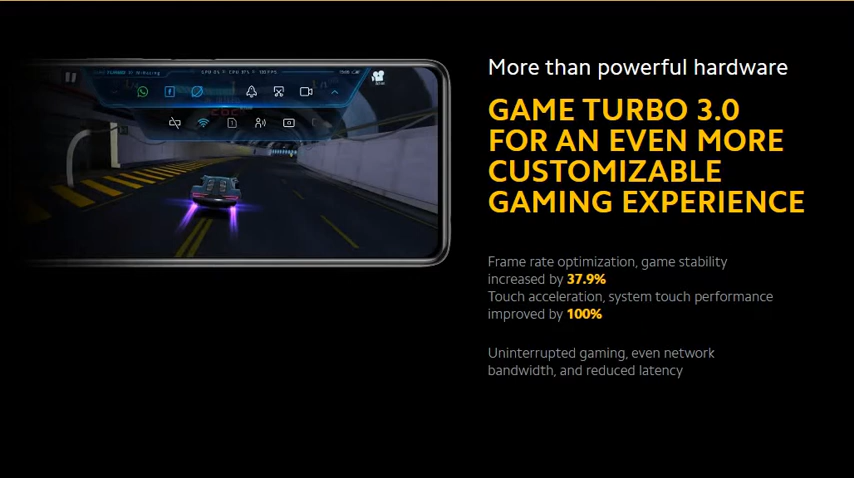 More than powerful hardware
GAME TURBO 3.0
FOR AN EVEN MORE
CUSTOMIZABLE
GAMING EXPERIENCE
Frame rate optimization, game stability
increased by 37.9%
Touch acceleration, system touch performance
improved by 100%
Uninterrupted gaming, even network
bandwidth, and reduced latency